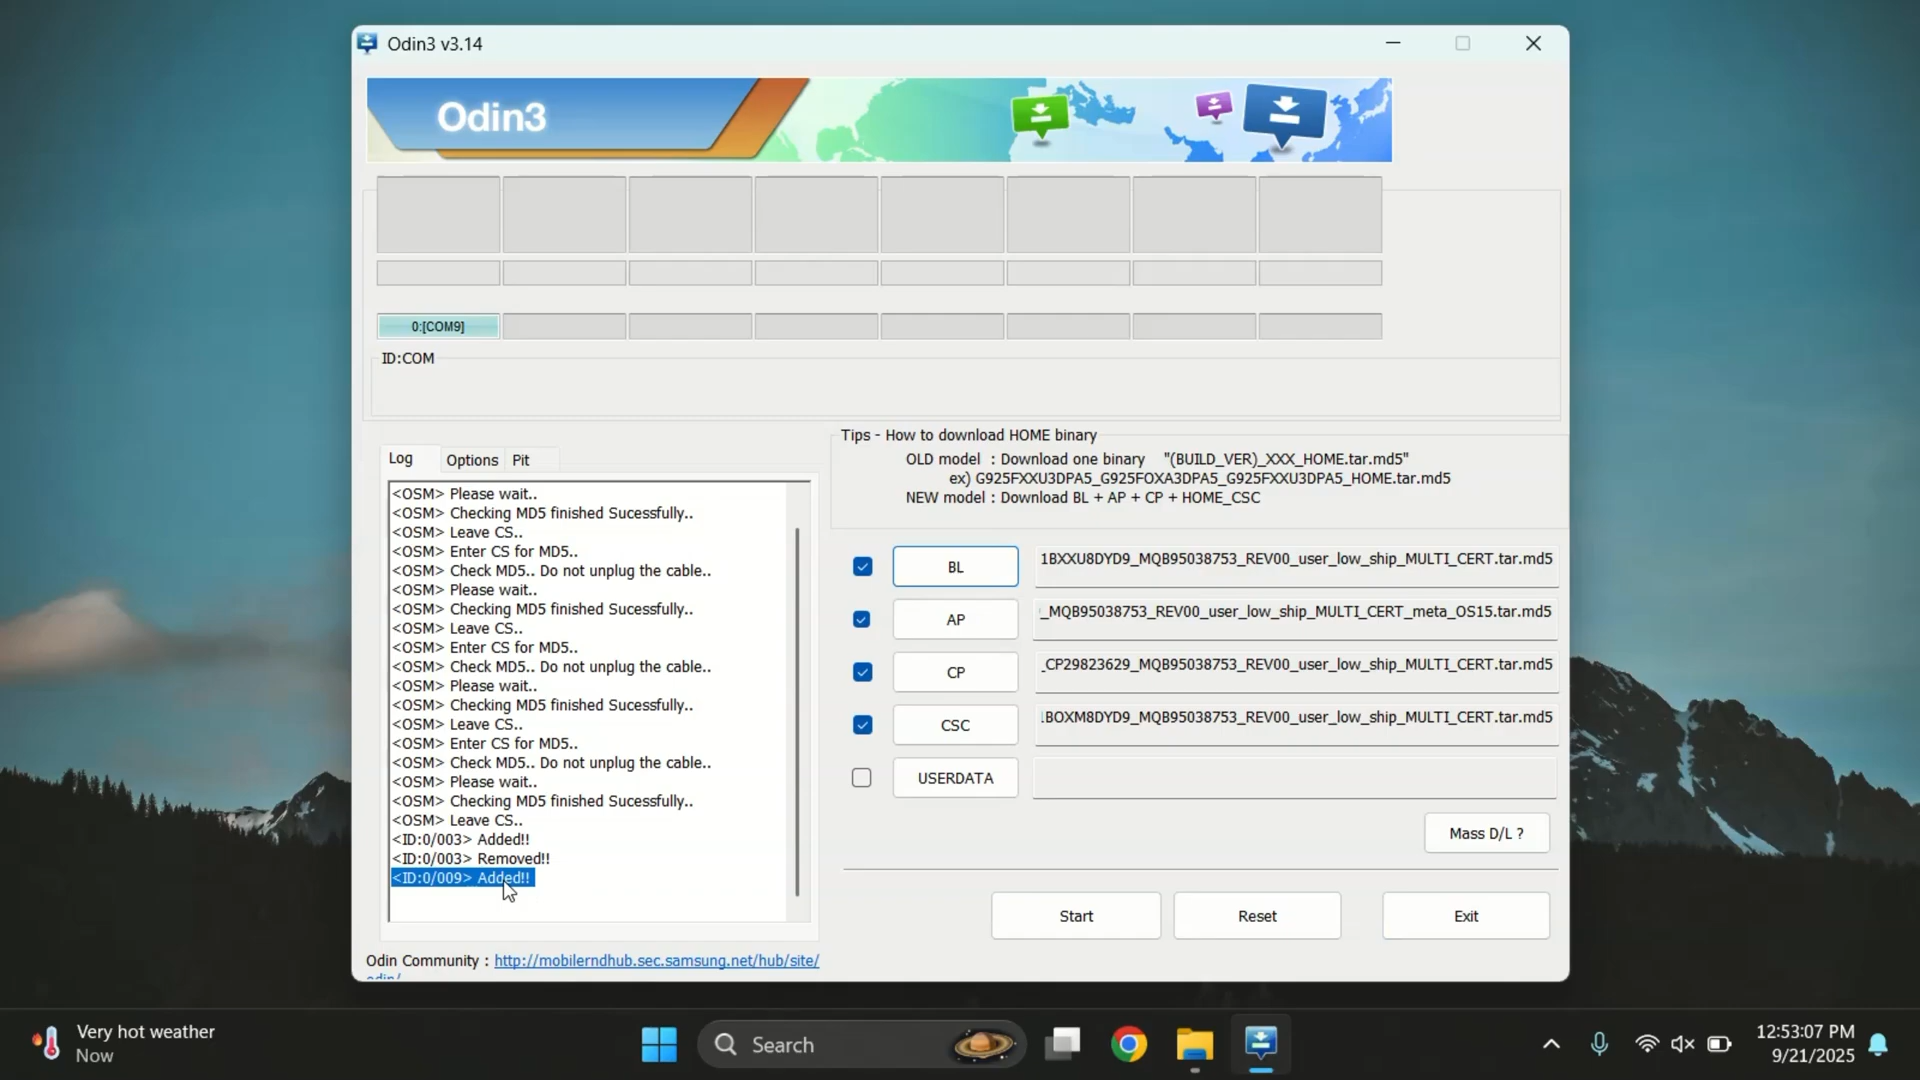 Odin3 v3.14
Odin3
0:[COM9]
ID:COM
Log
Options
Pit
<OSM> Please wait..
<OSM> Checking MD5 finished Sucessfully..
<OSM> Leave CS..
<OSM> Enter CS for MD5..
<OSM> Check MD5.. Do not unplug the cable..
<OSM> Please wait..
<OSM> Checking MD5 finished Sucessfully..
<OSM> Leave CS..
<OSM> Enter CS for MD5..
<OSM> Check MD5.. Do not unplug the cable..
<OSM> Please wait..
<OSM> Checking MD5 finished Sucessfully..
<OSM> Leave CS..
<OSM> Enter CS for MD5..
<OSM> Check MD5.. Do not unplug the cable..
<OSM> Please wait..
<OSM> Checking MD5 finished Sucessfully..
<OSM> Leave CS..
<ID:0/003> Added!!
<ID:0/003> Removed!!
<ID:0/009> Added!!
Odin Community : http://mobilerndhub.sec.samsung.net/hub/site/
odin/
Tips - How to download HOME binary
OLD model : Download one binary "(BUILD_VER)_XXX_HOME.tar.md5"
ex) G925FXXU3DPA5_G925FOXA3DPA5_G925FXXU3DPA5_HOME.tar.md5
NEW model : Download BL + AP + CP + HOME_CSC
BL 1BXXU8DYD9_MQB95038753_REV00_user_low_ship_MULTI_CERT.tar.md5
AP _MQB95038753_REV00_user_low_ship_MULTI_CERT_meta_OS15.tar.md5
CP _CP29823629_MQB95038753_REV00_user_low_ship_MULTI_CERT.tar.md5
CSC BOXM8DYD9_MQB95038753_REV00_user_low_ship_MULTI_CERT.tar.md5
USERDATA
Mass D/L ?
Start
Reset
Exit
Very hot weather
Now
Search
12:53:07 PM
9/21/2025